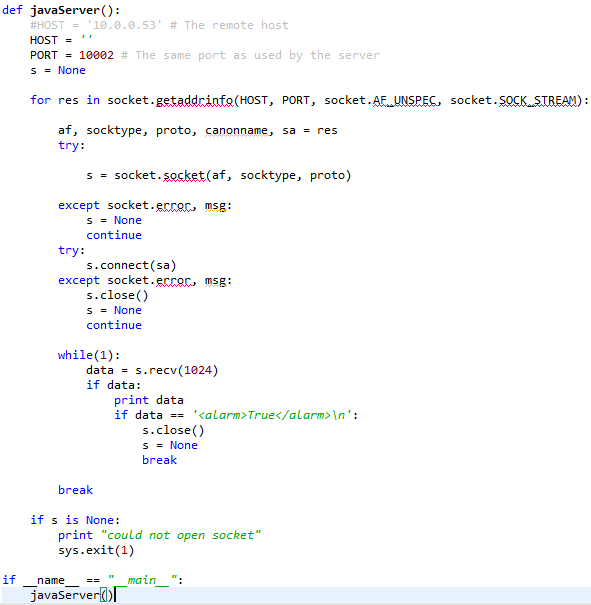 def javaServer():
    #HOST = '10.0.0.53' # The remote host
    HOST = ''
    PORT = 10002 # The same port as used by the server
    s = None
    for res in socket.getaddrinfo(HOST, PORT, socket.AF_UNSPEC, socket.SOCK_STREAM):
        af, socktype, proto, canonname, sa = res
        try:
            s = socket.socket(af, socktype, proto)
        except socket.error, msg:
            s = None
            continue
        try:
            s.connect(sa)
        except socket.error, msg:
            s.close()
            s = None
            continue
        while(1):
            data = s.recv(1024)
            if data:
                print data
                if data == '<alarm>True</alarm>\n':
                    s.close()
                    s = None
                    break
        break
    if s is None:
        print "could not open socket"
        sys.exit(1)
if __name__ == "__main__":
    javaServer()